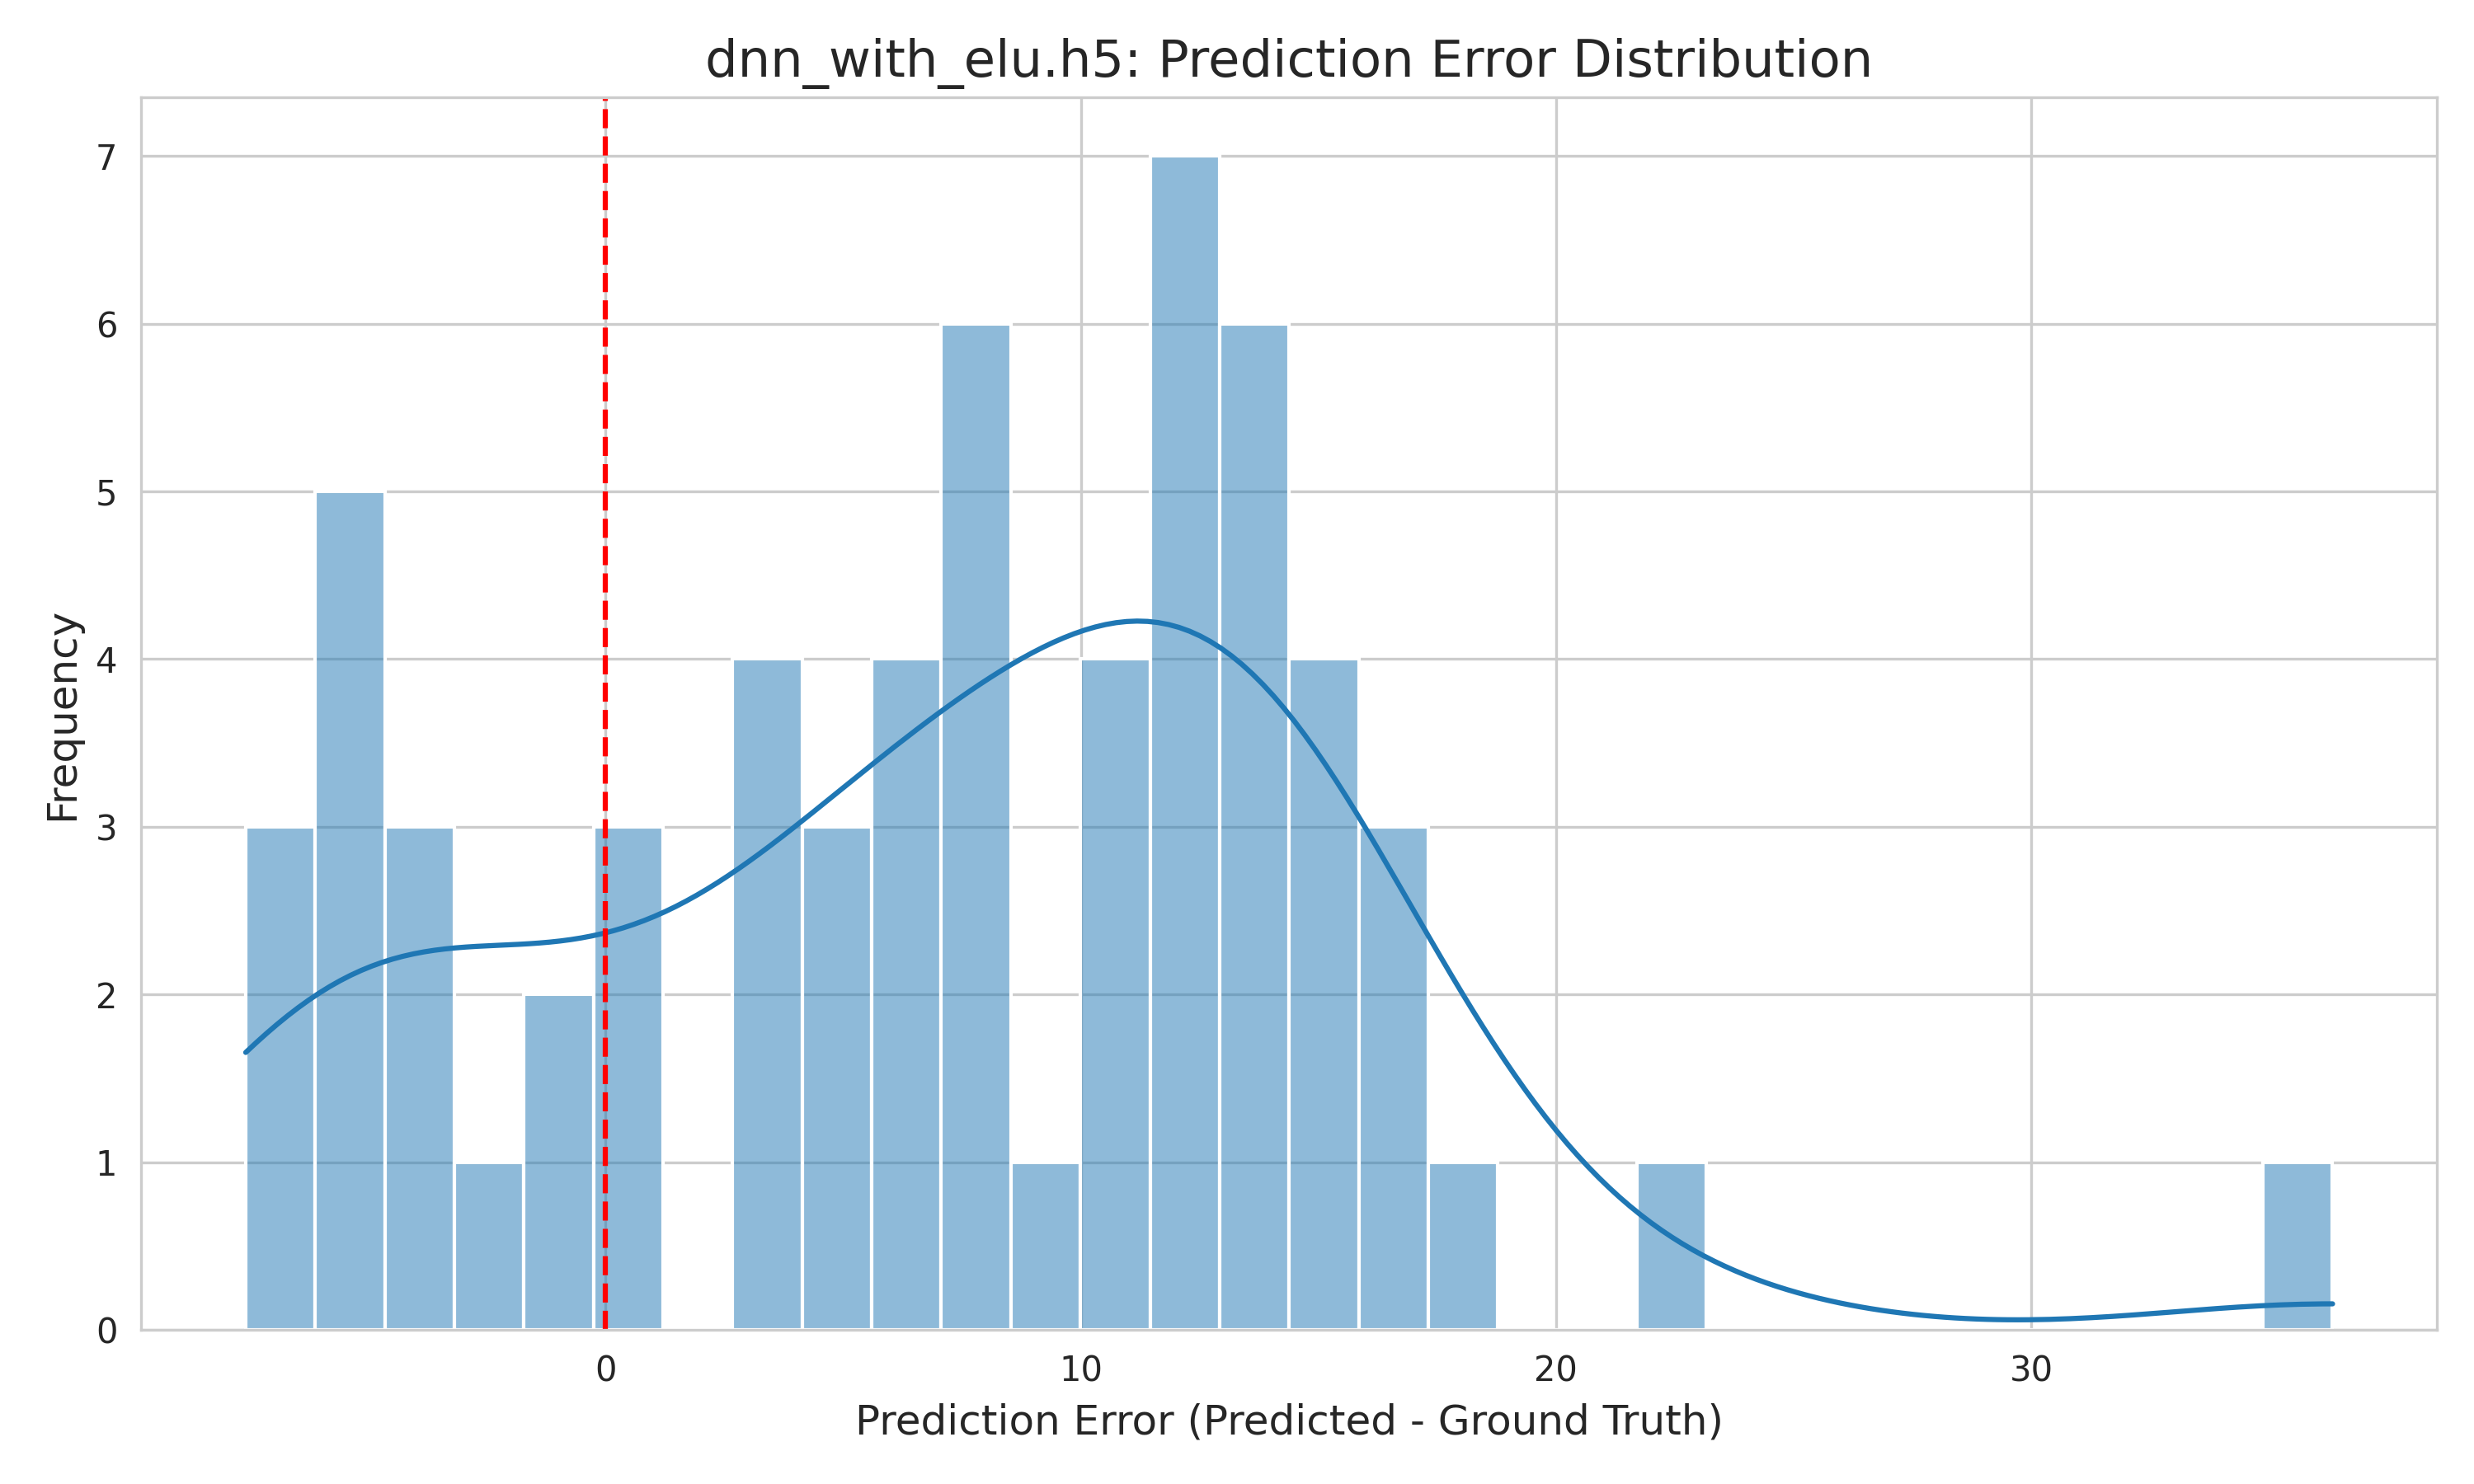 dnn_with_elu.h5: Prediction Error Distribution
7
6
5
4
3
2
1
0
Frequency
0 10 20 30
Prediction Error (Predicted - Ground Truth)